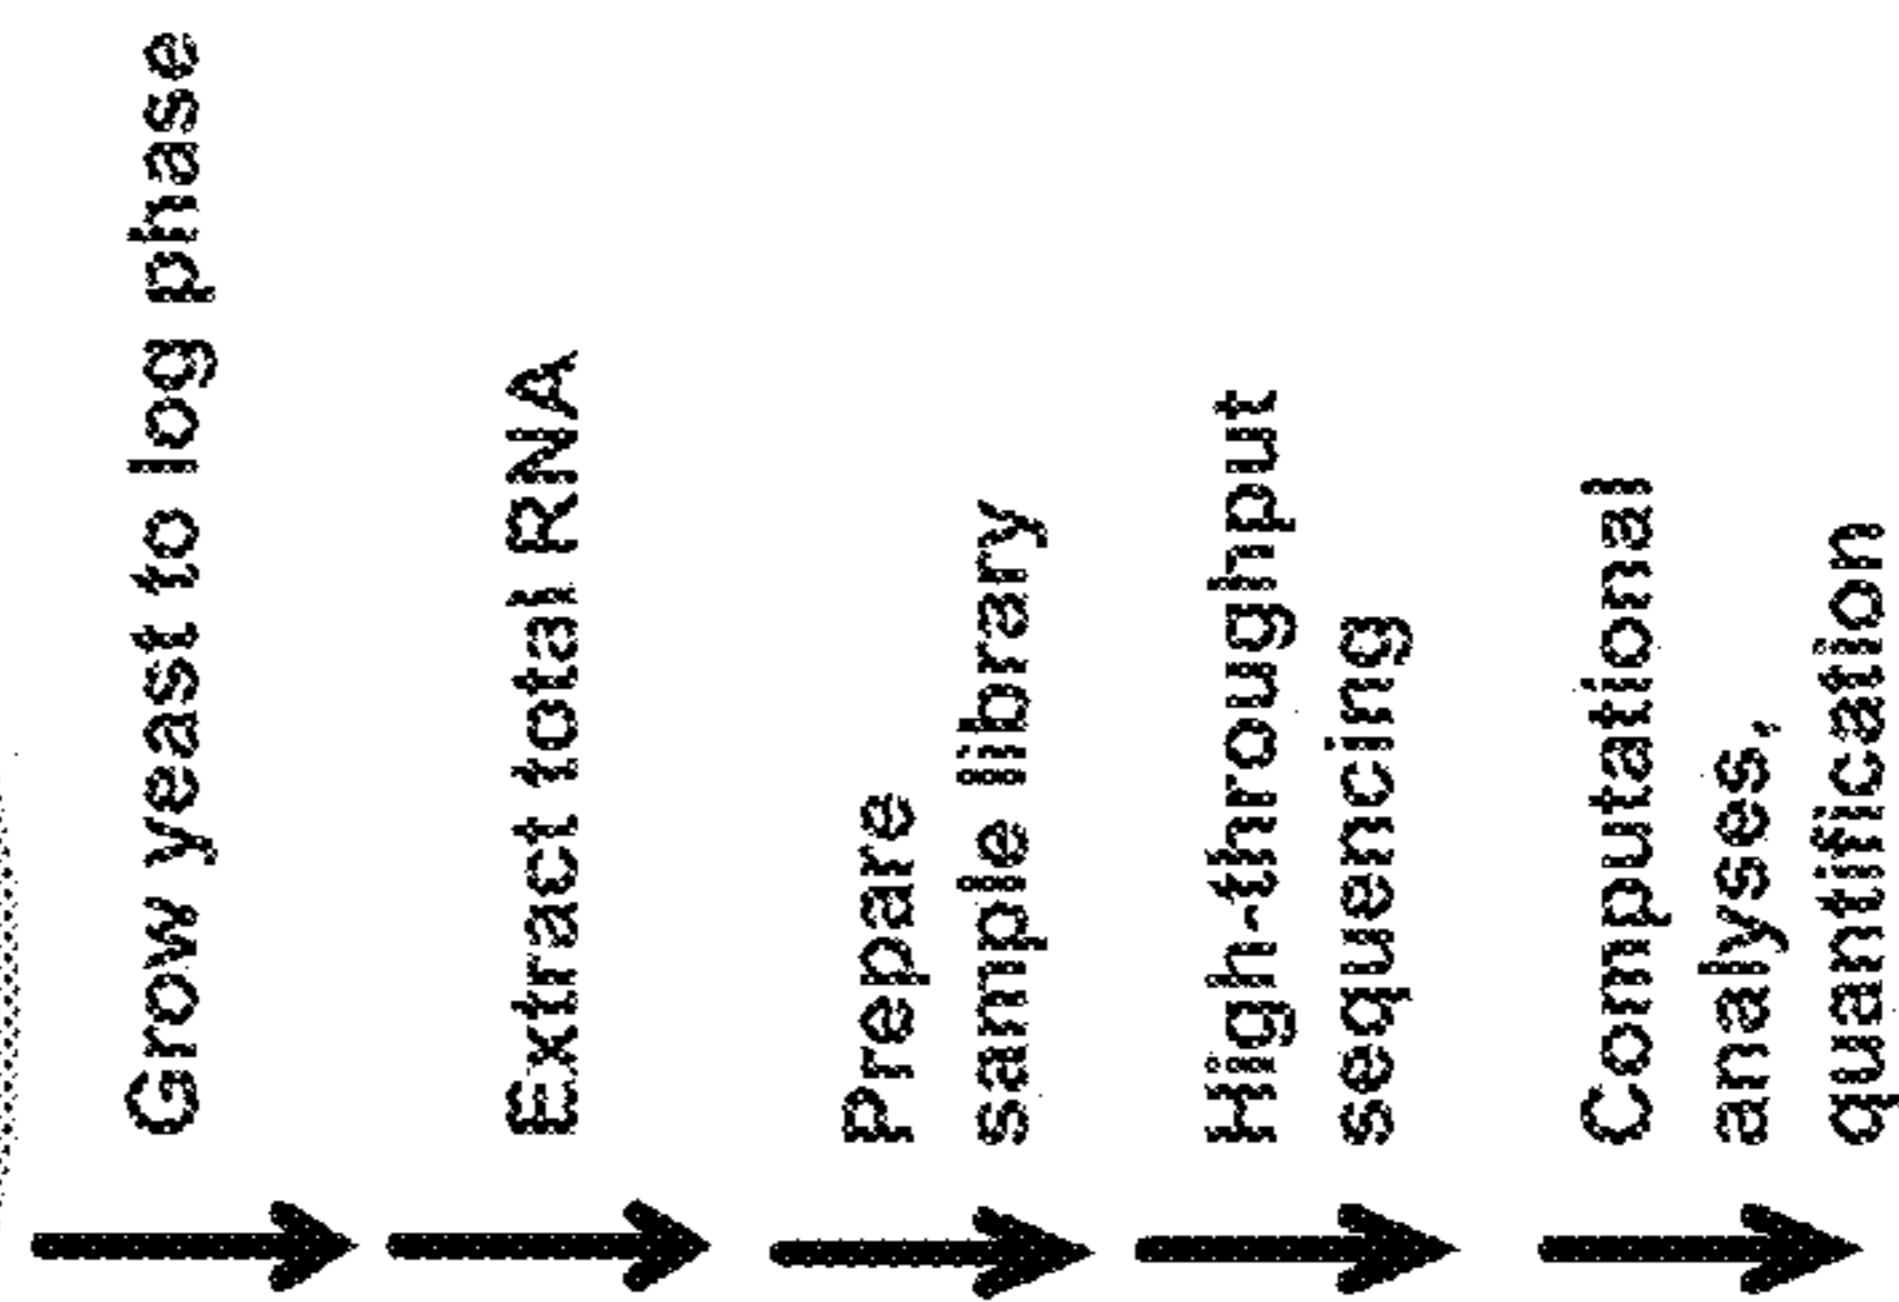 Grow yeast to log phase
Extract total RNA
Prepare
sample library
High-throughput
sequencing
Computational
analyses,
quantification